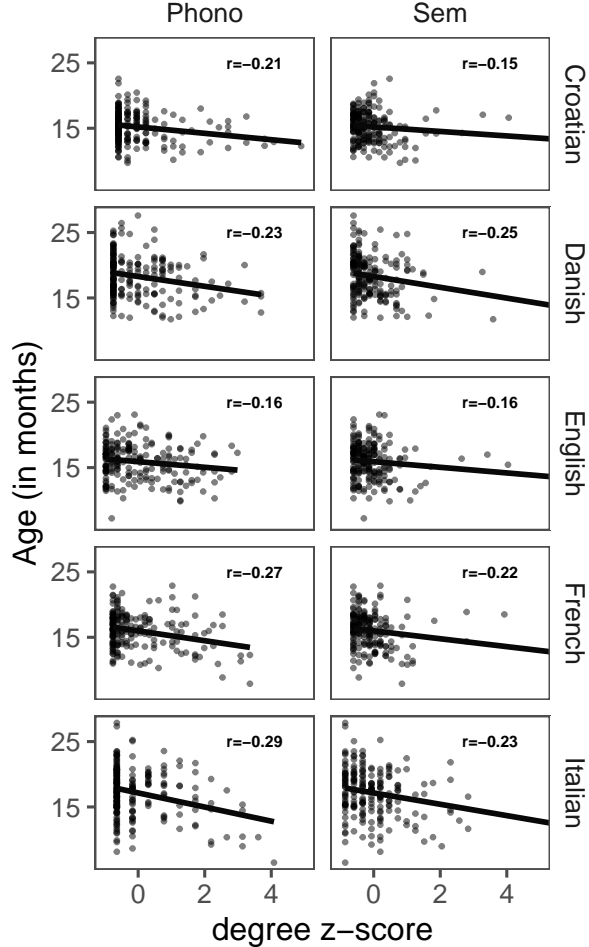 Phono Sem
25 r=−0.21 r=−0.15 Croatian
15
25 r=−0.23 r=−0.25 Danish
15
25 r=−0.16 r=−0.16 English
15
25 r=−0.27 r=−0.22 French
15
25 r=−0.29 r=−0.23 Italian
15
0 2 4 0 2 4
degree z−score
Age (in months)